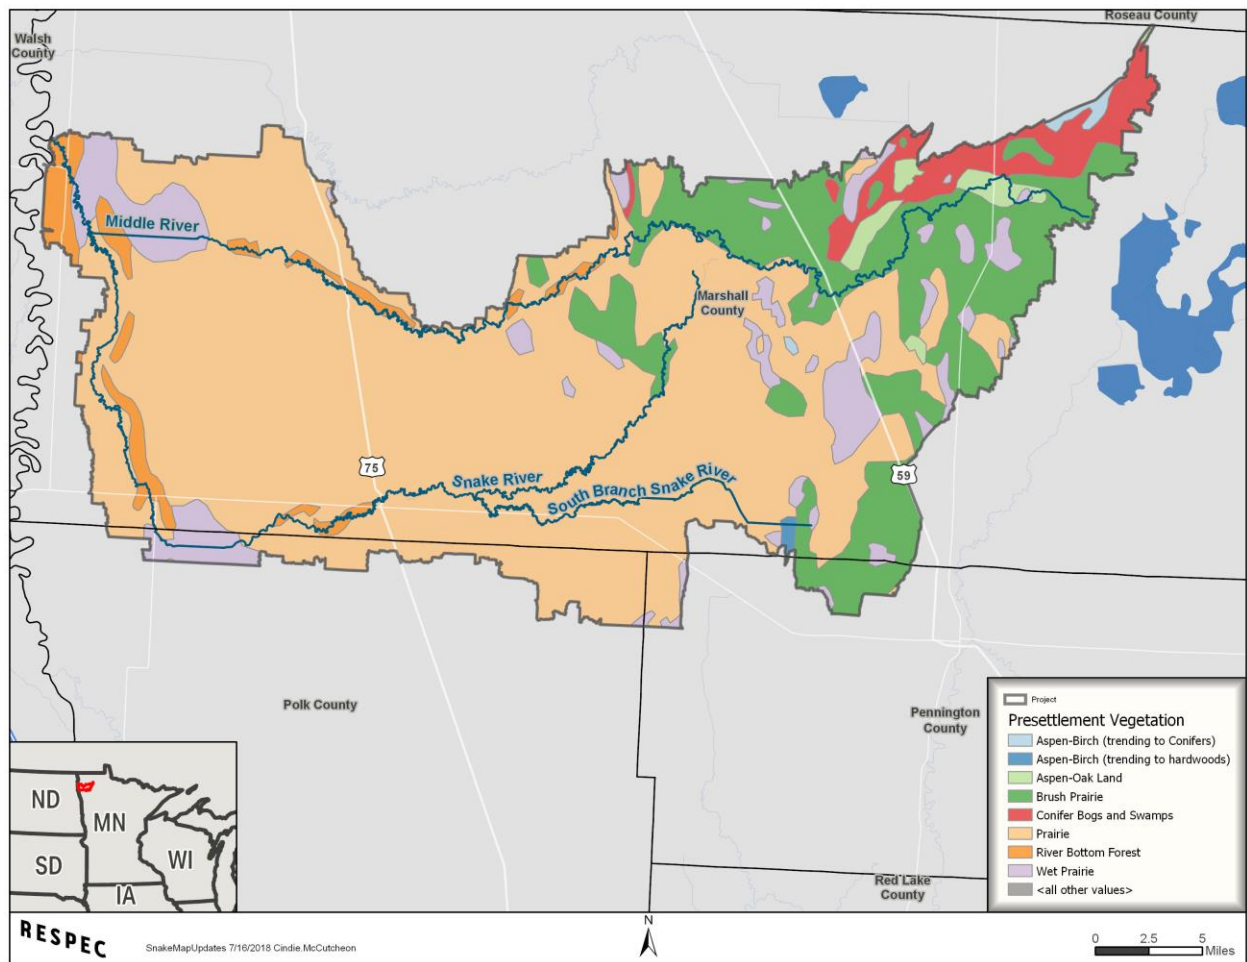 Roseau County
Walsh
County
Middle River
Marshall
County
75
59
Snake River
South Branch Snake River
Polk County
Pennington
County
Red Lake
County
Project
Presettlement Vegetation
Aspen-Birch (trending to Conifers)
Aspen-Birch (trending to hardwoods)
Aspen-Oak Land
Brush Prairie
Conifer Bogs and Swamps
Prairie
River Bottom Forest
Wet Prairie
<all other values>
ND
MN
SD
WI
IA
RESPEC
SnakeMapUpdates 7/16/2018 Cindie.McCutcheon
N
0 2.5 5
Miles